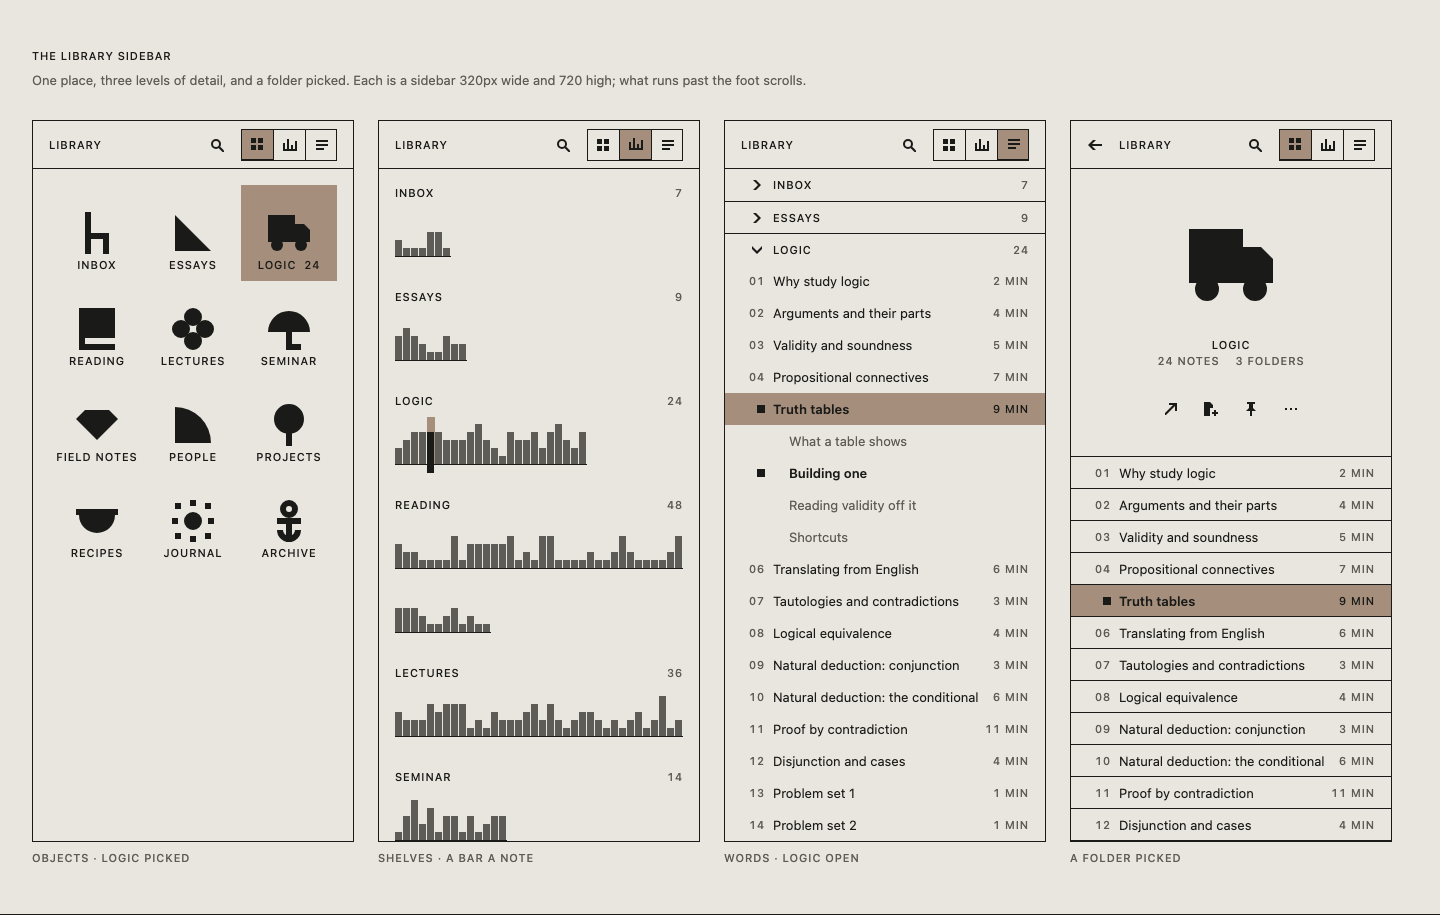 THE LIBRARY SIDEBAR
One place, three levels of detail, and a folder picked. Each is a sidebar 320px wide and 720 high; what runs past the foot scrolls.
LIBRARY
INBOX
ESSAYS
LOGIC 24
READING
LECTURES
SEMINAR
FIELD NOTES
PEOPLE
PROJECTS
RECIPES
JOURNAL
ARCHIVE
OBJECTS · LOGIC PICKED
LIBRARY
INBOX 7
ESSAYS 9
LOGIC 24
READING 48
LECTURES 36
SEMINAR 14
SHELVES · A BAR A NOTE
LIBRARY
INBOX 7
ESSAYS 9
LOGIC 24
01 Why study logic 2 MIN
02 Arguments and their parts 4 MIN
03 Validity and soundness 5 MIN
04 Propositional connectives 7 MIN
Truth tables 9 MIN
What a table shows
Building one
Reading validity off it
Shortcuts
06 Translating from English 6 MIN
07 Tautologies and contradictions 3 MIN
08 Logical equivalence 4 MIN
09 Natural deduction: conjunction 3 MIN
10 Natural deduction: the conditional 6 MIN
11 Proof by contradiction 11 MIN
12 Disjunction and cases 4 MIN
13 Problem set 1 1 MIN
14 Problem set 2 1 MIN
WORDS · LOGIC OPEN
LIBRARY
LOGIC
24 NOTES 3 FOLDERS
01 Why study logic 2 MIN
02 Arguments and their parts 4 MIN
03 Validity and soundness 5 MIN
04 Propositional connectives 7 MIN
Truth tables 9 MIN
06 Translating from English 6 MIN
07 Tautologies and contradictions 3 MIN
08 Logical equivalence 4 MIN
09 Natural deduction: conjunction 3 MIN
10 Natural deduction: the conditional 6 MIN
11 Proof by contradiction 11 MIN
12 Disjunction and cases 4 MIN
A FOLDER PICKED